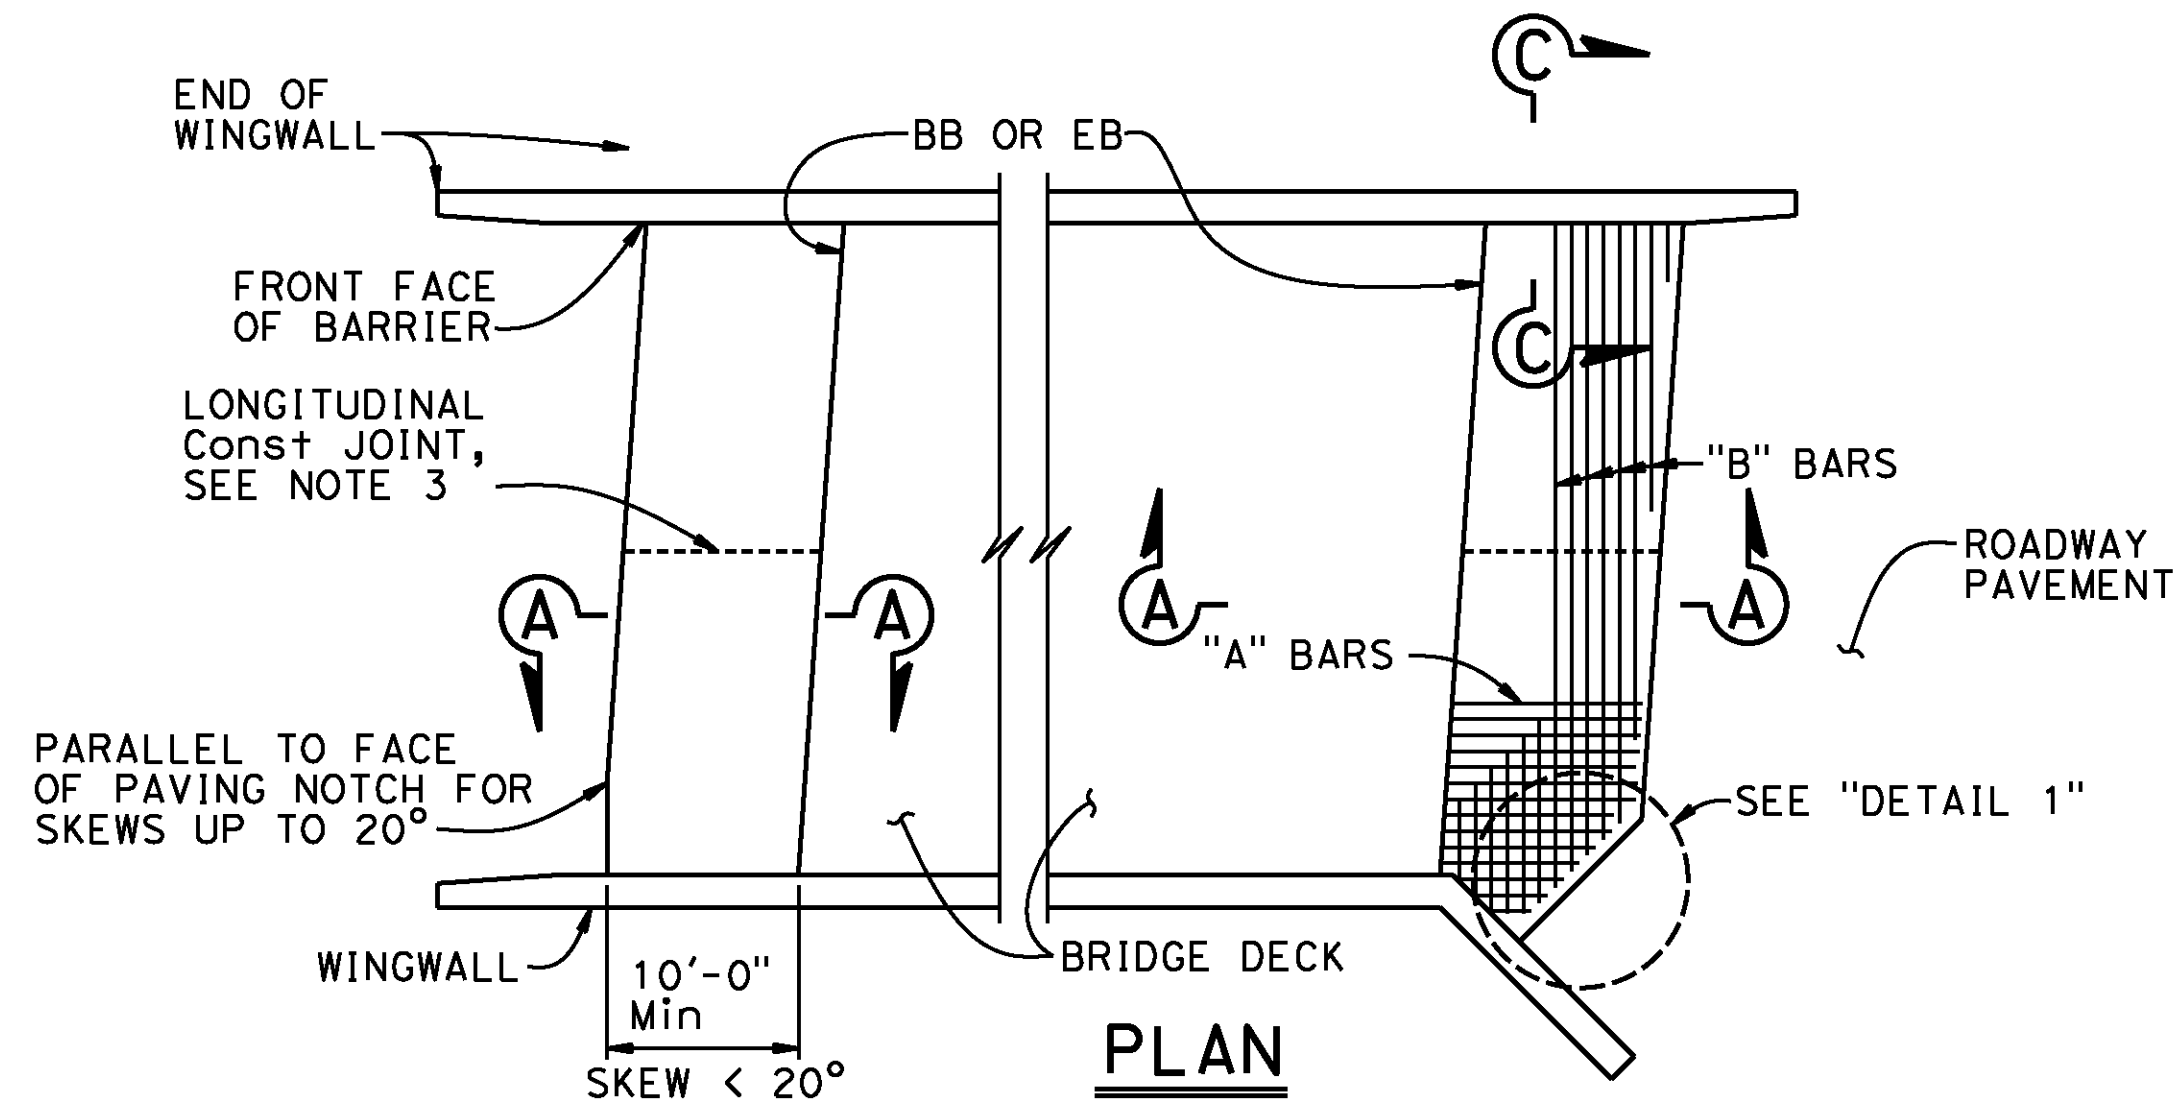 C
END OF
WINGWALL
BB OR EB
FRONT FACE
OF BARRIER
C
LONGITUDINAL
Const JOINT,
SEE NOTE 3
"B" BARS
ROADWAY
PAVEMENT
A
A
A
A
"A" BARS
PARALLEL TO FACE
OF PAVING NOTCH FOR
SKEWS UP TO 20°
SEE "DETAIL 1"
WINGWALL
10'-0"
Min
BRIDGE DECK
SKEW < 20°
PLAN